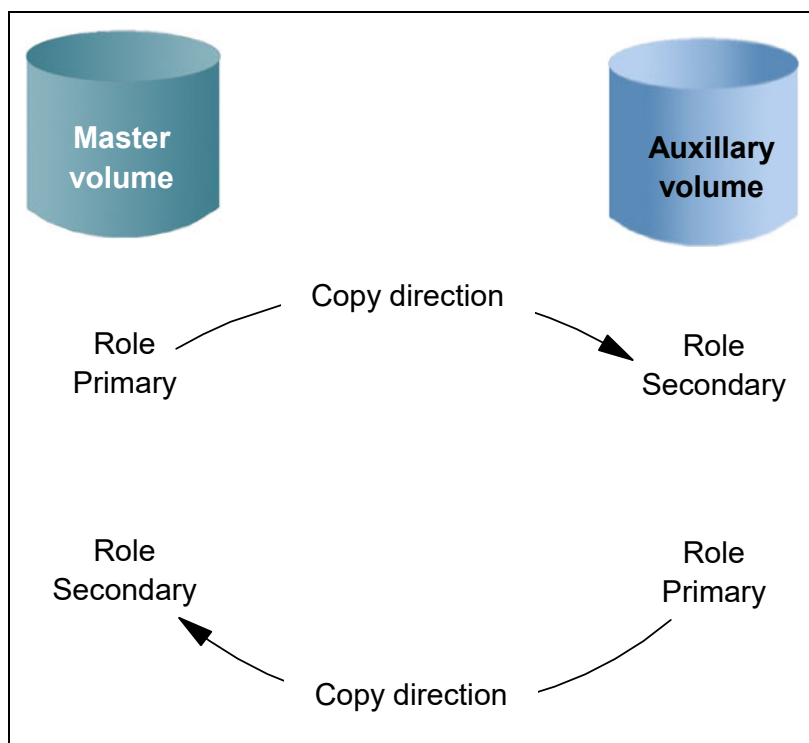 Master
volume
Auxillary
volume
Copy direction
Role
Primary
Role
Secondary
Role
Secondary
Role
Primary
Copy direction